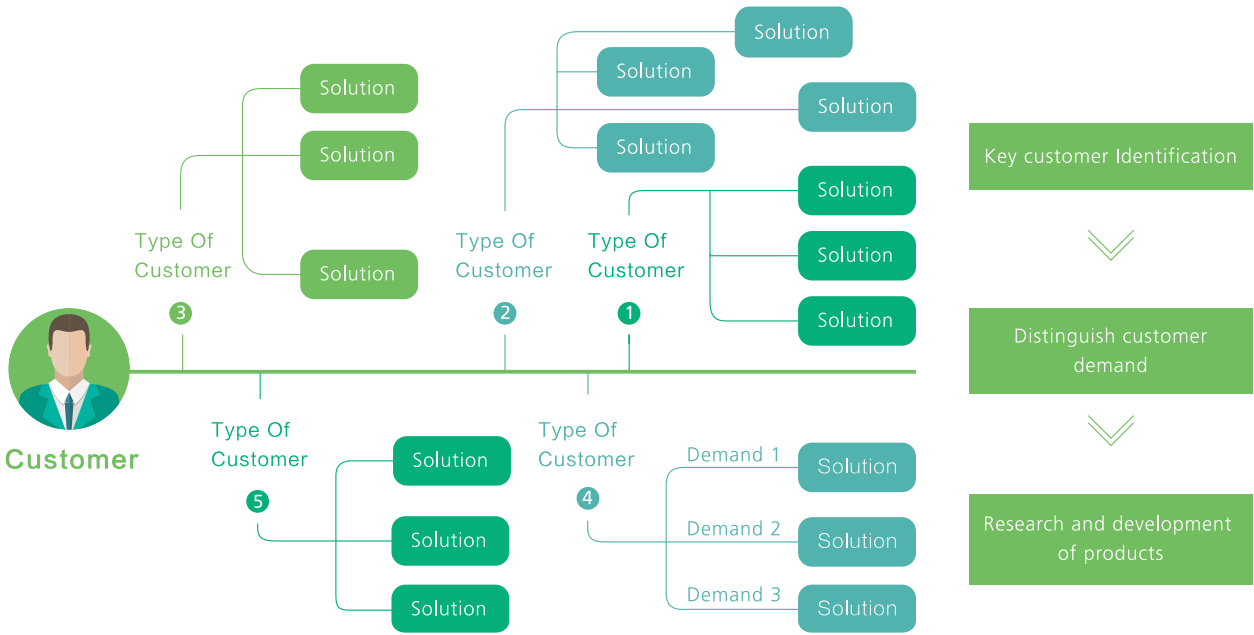 Solution
Solution
Solution
Type Of
Customer
3
Solution
Solution
Solution
Solution
Type Of
Customer
2
Solution
Solution
Solution
Type Of
Customer
1
Customer
Type Of
Customer
5
Solution
Solution
Solution
Type Of
Customer
4
Demand 1
Solution
Demand 2
Solution
Demand 3
Solution
Key customer Identification
Distinguish customer
demand
Research and development
of products